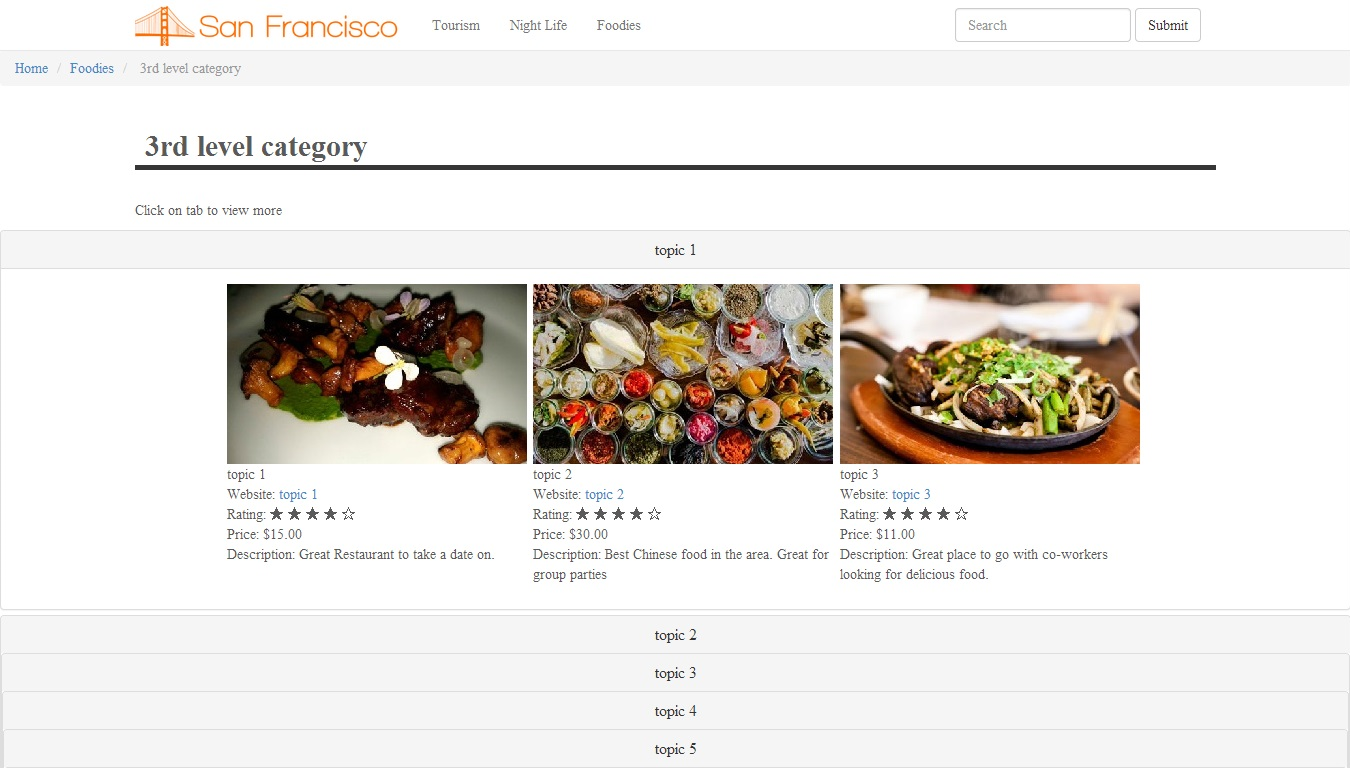 San Francisco Tourism Night Life Foodies Search Submit
Home / Foodies / 3rd level category
3rd level category
Click on tab to view more
topic 1
topic 1
Website: topic 1
Rating: ★ ★ ★ ★ ☆
Price: $15.00
Description: Great Restaurant to take a date on.
topic 2
Website: topic 2
Rating: ★ ★ ★ ★ ☆
Price: $30.00
Description: Best Chinese food in the area. Great for
group parties
topic 3
Website: topic 3
Rating: ★ ★ ★ ★ ☆
Price: $11.00
Description: Great place to go with co-workers
looking for delicious food.
topic 2
topic 3
topic 4
topic 5